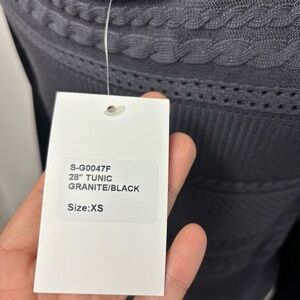 S-G0047F
28" TUNIC
GRANITE/BLACK
Size:XS